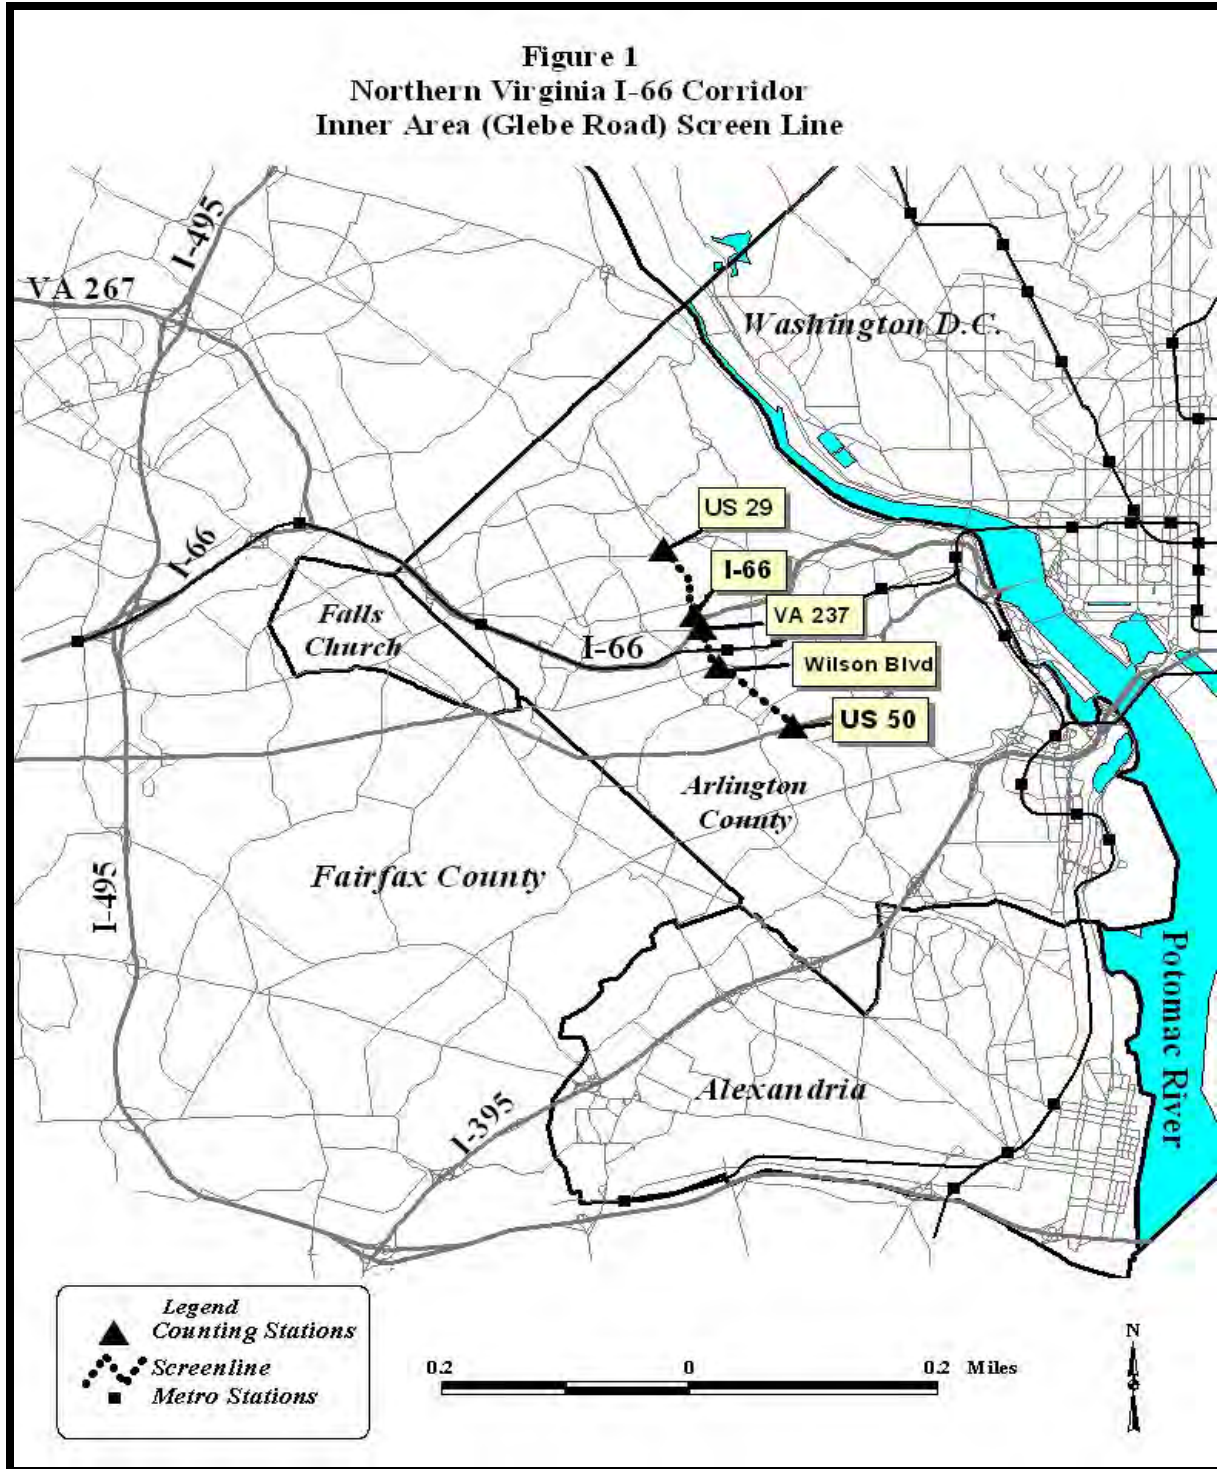 Figure 1
Northern Virginia I-66 Corridor
Inner Area (Glebe Road) Screen Line
I-495
VA 267
Washington D.C.
US 29
I-66
I-66
VA 237
Falls
Church
I-66
Wilson Blvd
US 50
Arlington
County
Fairfax County
I-495
Potomac River
Alexandria
I-395
Legend
Counting Stations
Screenline
Metro Stations
0.2 0 0.2 Miles
N